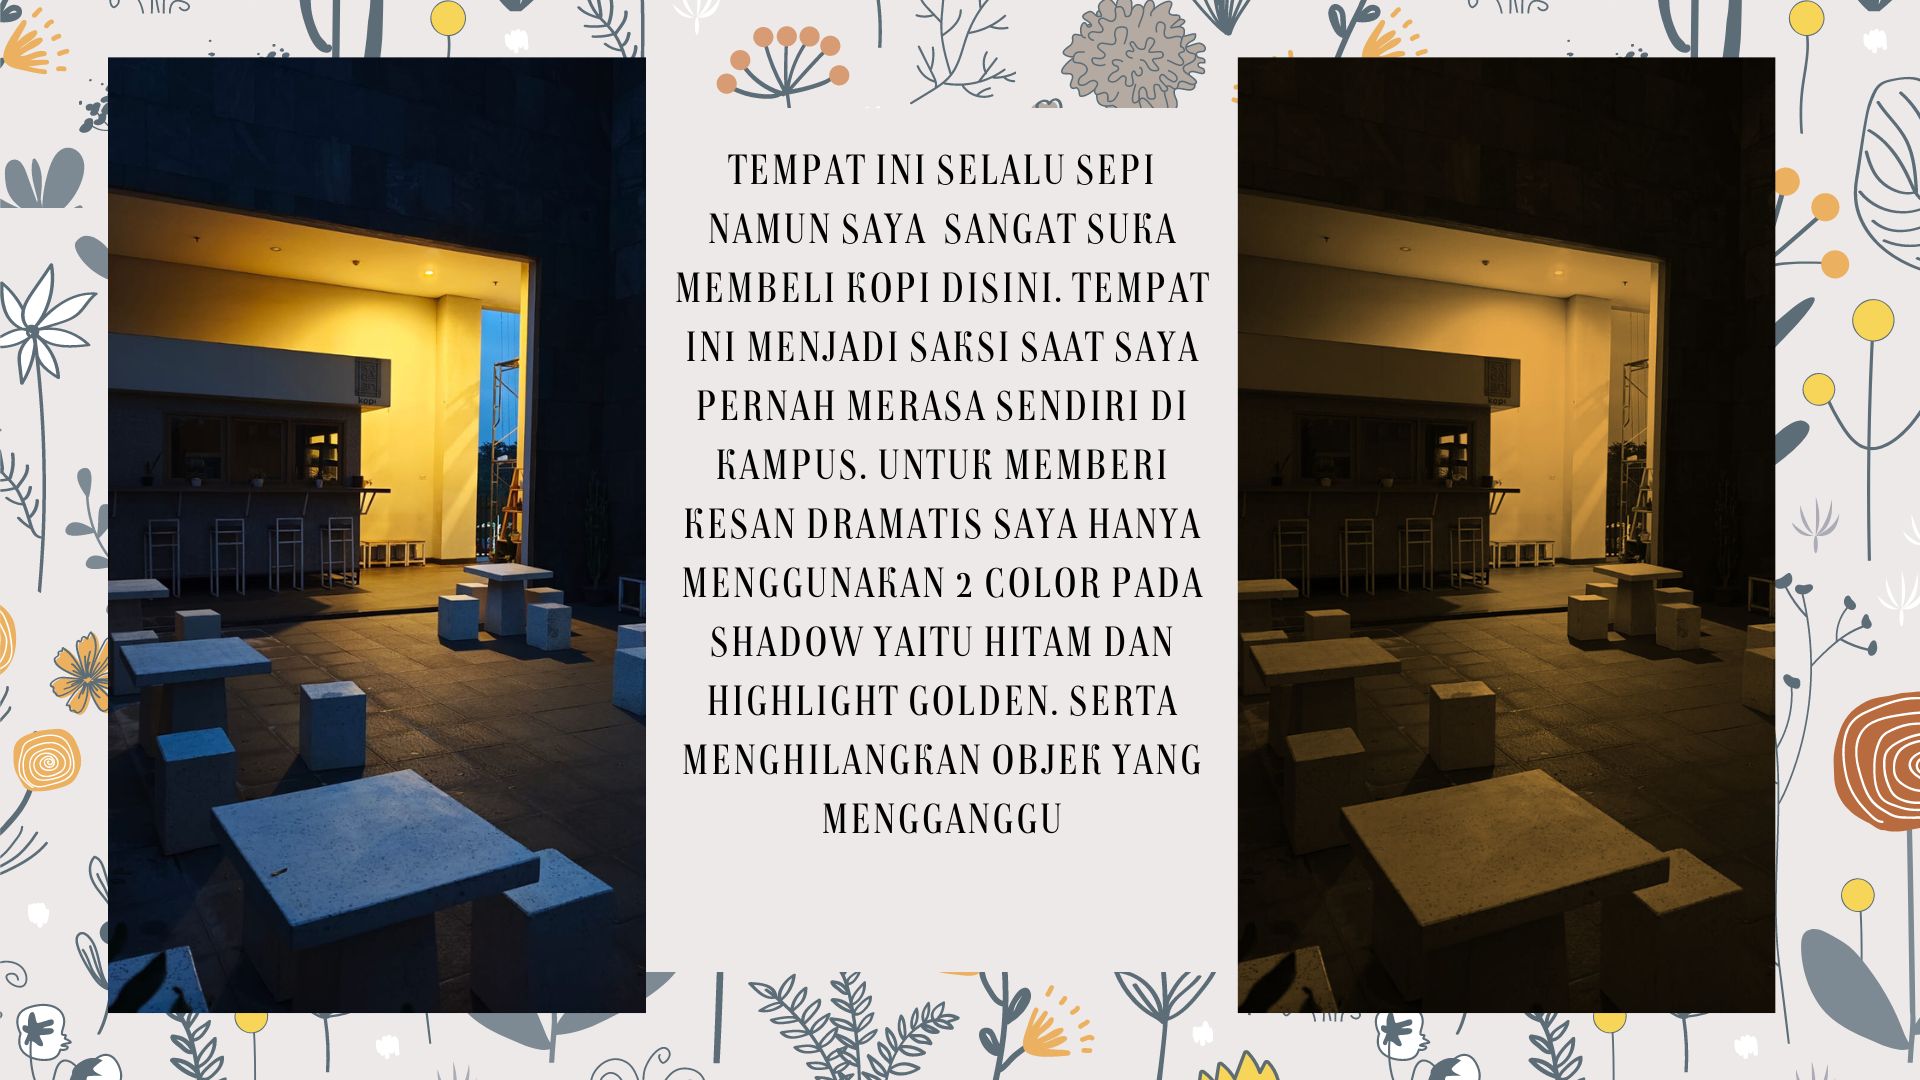 TEMPAT INI SELALU SEPI
NAMUN SAYA SANGAT SUKA
MEMBELI KOPI DISINI. TEMPAT
INI MENJADI SAKSI SAAT SAYA
PERNAH MERASA SENDIRI DI
KAMPUS. UNTUK MEMBERI
KESAN DRAMATIS SAYA HANYA
MENGGUNAKAN 2 COLOR PADA
SHADOW YAITU HITAM DAN
HIGHLIGHT GOLDEN. SERTA
MENGHILANGKAN OBJEK YANG
MENGGANGGU
kopi
kopi